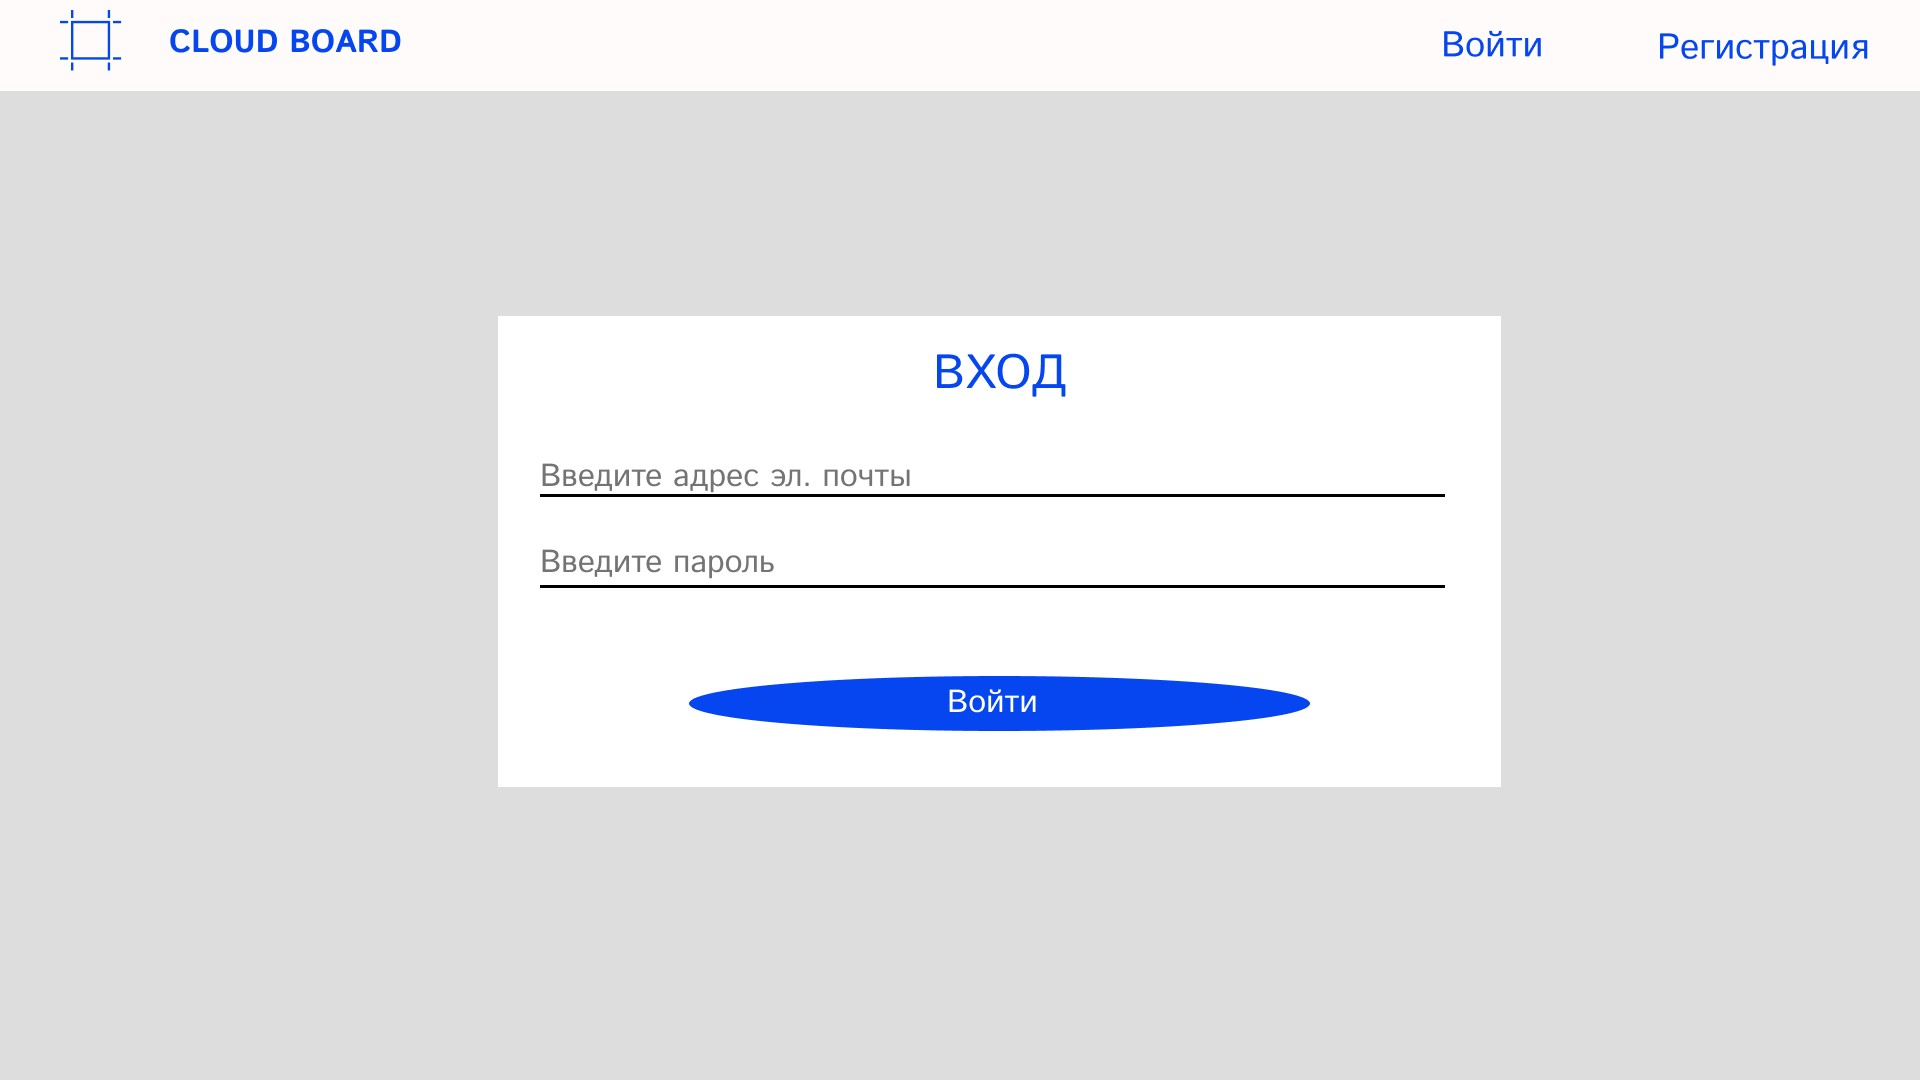 CLOUD BOARD
Войти
Регистрация
ВХОД
Введите адрес эл. почты
Введите пароль
Войти